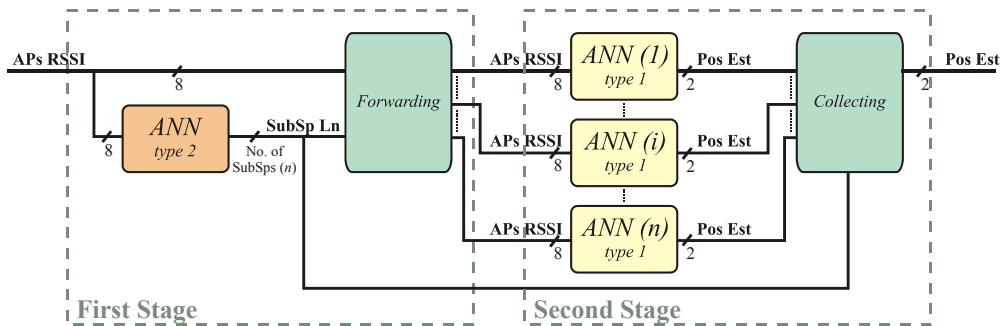 APs RSSI
8
8
ANN
type 2
SubSp Ln
No. of
SubSps (n)
Forwarding
First Stage
APs RSSI
8
ANN (1)
type 1
Pos Est
2
APs RSSI
8
ANN (i)
type 1
Pos Est
2
APs RSSI
8
ANN (n)
type 1
Pos Est
2
Collecting
2
Pos Est
Second Stage